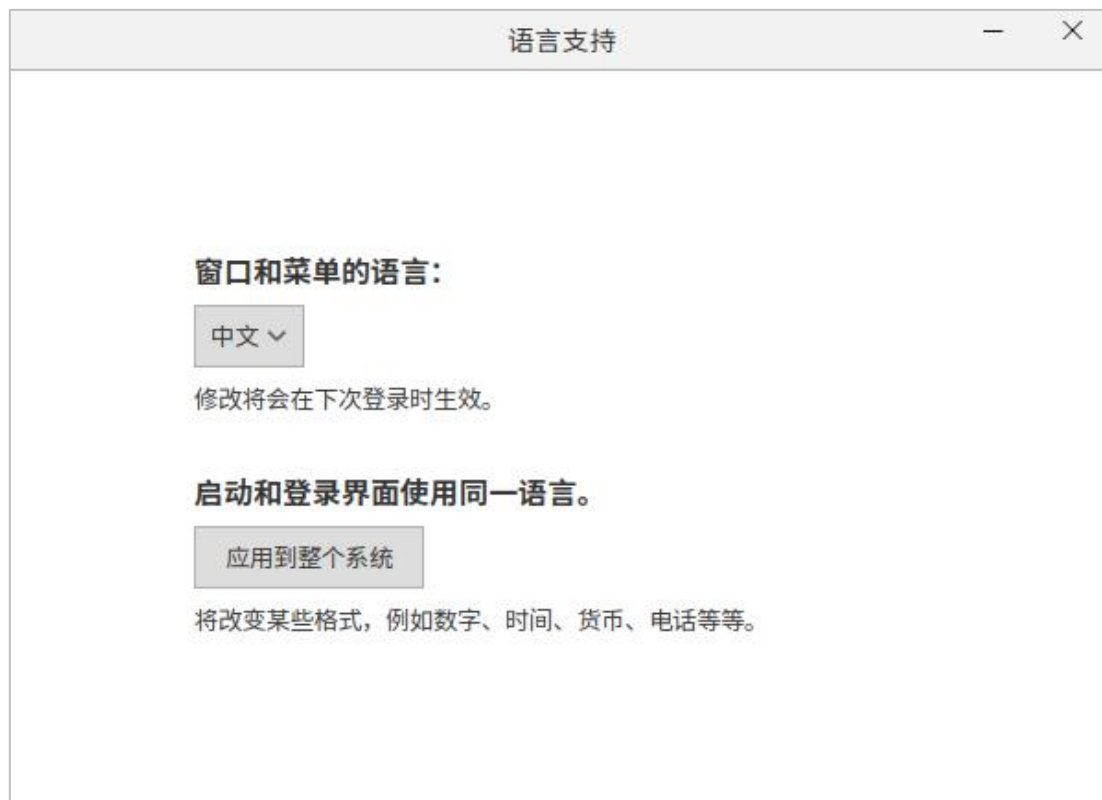 语言支持
窗口和菜单的语言：
中文
修改将会在下次登录时生效。
启动和登录界面使用同一语言。
应用到整个系统
将改变某些格式，例如数字、时间、货币、电话等等。